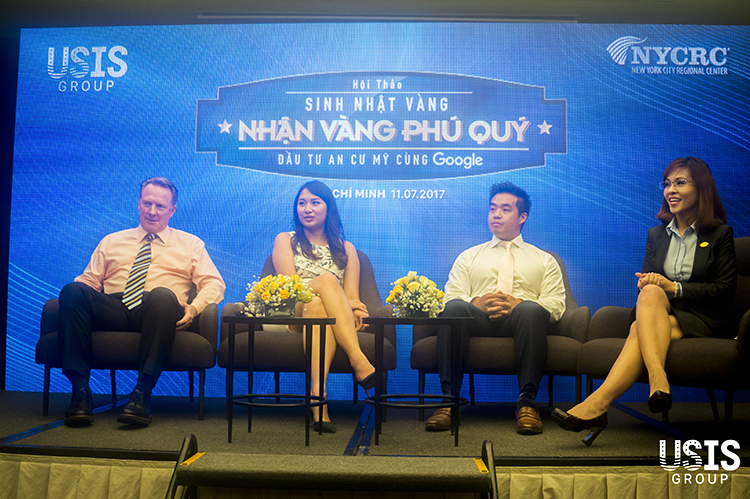 USIS
GROUP
NYCRC
NEW YORK CITY REGIONAL CENTER
Hội Thảo
SINH NHẬT VÀNG
NHẬN VÀNG PHÚ QUÝ
ĐẦU TƯ AN CƯ MỸ CÙNG Google
CHÍ MINH 11.07.2017
USIS
GROUP